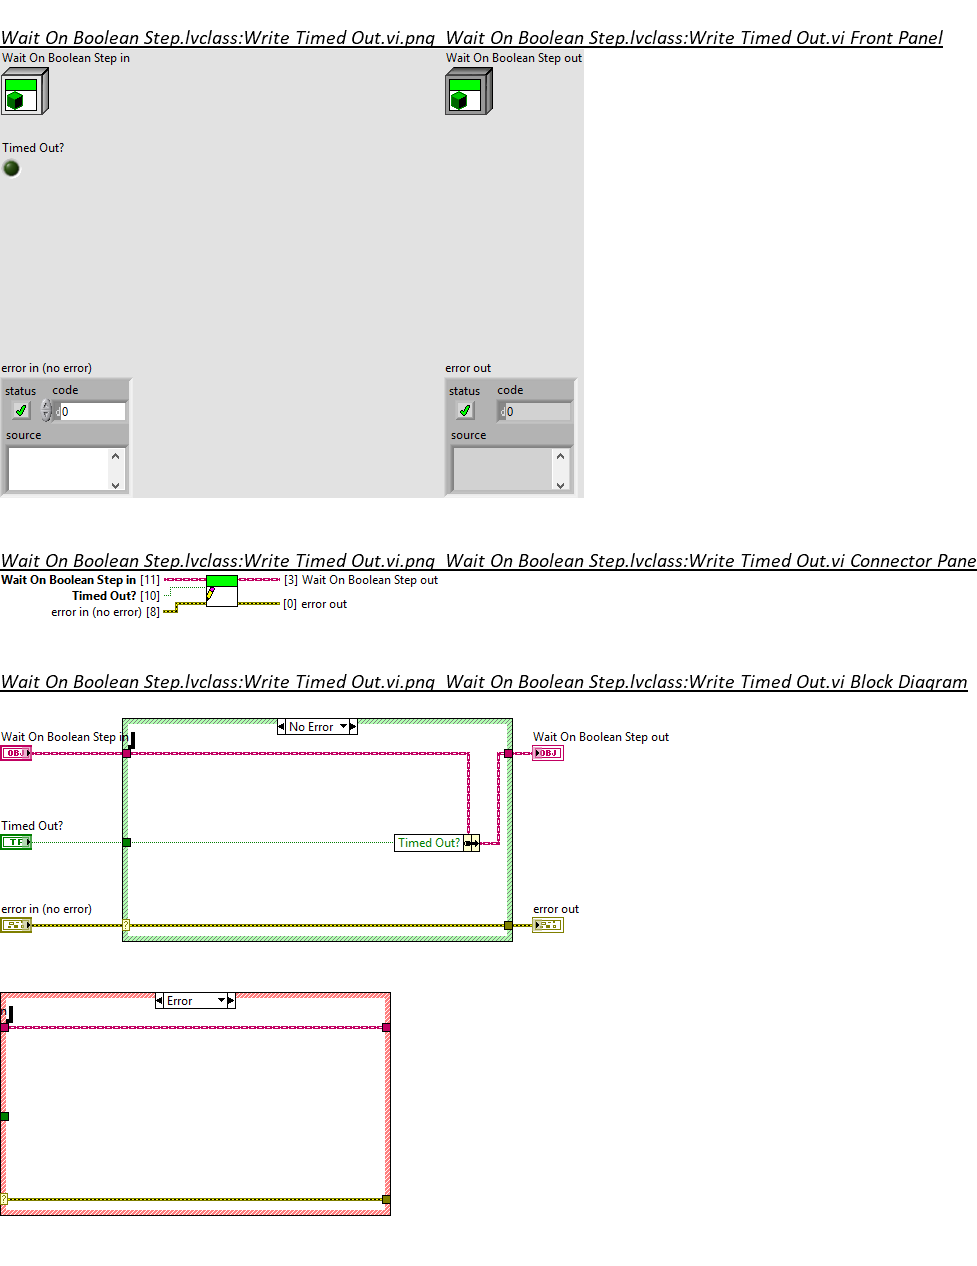 Wait On Boolean Step.lvclass:Write Timed Out.vi.png Wait On Boolean Step.lvclass:Write Timed Out.vi Front Panel
Wait On Boolean Step in Wait On Boolean Step out
Timed Out?
error in (no error) error out
status code status code
d 0 d 0
source source
Wait On Boolean Step.lvclass:Write Timed Out.vi.png Wait On Boolean Step.lvclass:Write Timed Out.vi Connector Pane
Wait On Boolean Step in [11] [3] Wait On Boolean Step out
Timed Out? [10]
[0] error out
error in (no error) [8]
Wait On Boolean Step.lvclass:Write Timed Out.vi.png Wait On Boolean Step.lvclass:Write Timed Out.vi Block Diagram
No Error
Wait On Boolean Step in Wait On Boolean Step out
OBJ OBJ
Timed Out?
TF Timed Out?
error in (no error) error out
?
Error
n
?